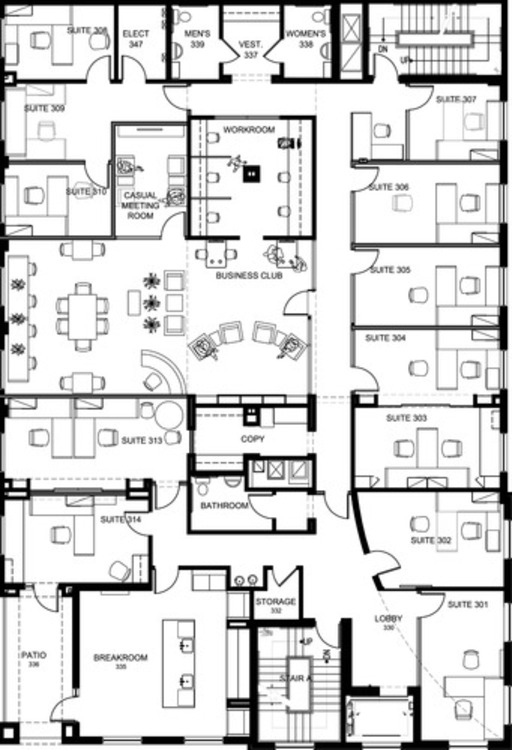 SUITE 308
ELECT
347
MEN'S
339
VEST.
337
WOMEN'S
338
DN
UP
SUITE 309
SUITE 307
WORKROOM
SUITE 310
CASUAL
MEETING
ROOM
SUITE 306
BUSINESS CLUB
SUITE 305
SUITE 304
SUITE 313
COPY
SUITE 303
BATHROOM
SUITE 314
SUITE 302
STORAGE
332
SUITE 301
LOBBY
330
UP
DN
PATIO
336
BREAKROOM
335
STAIR A